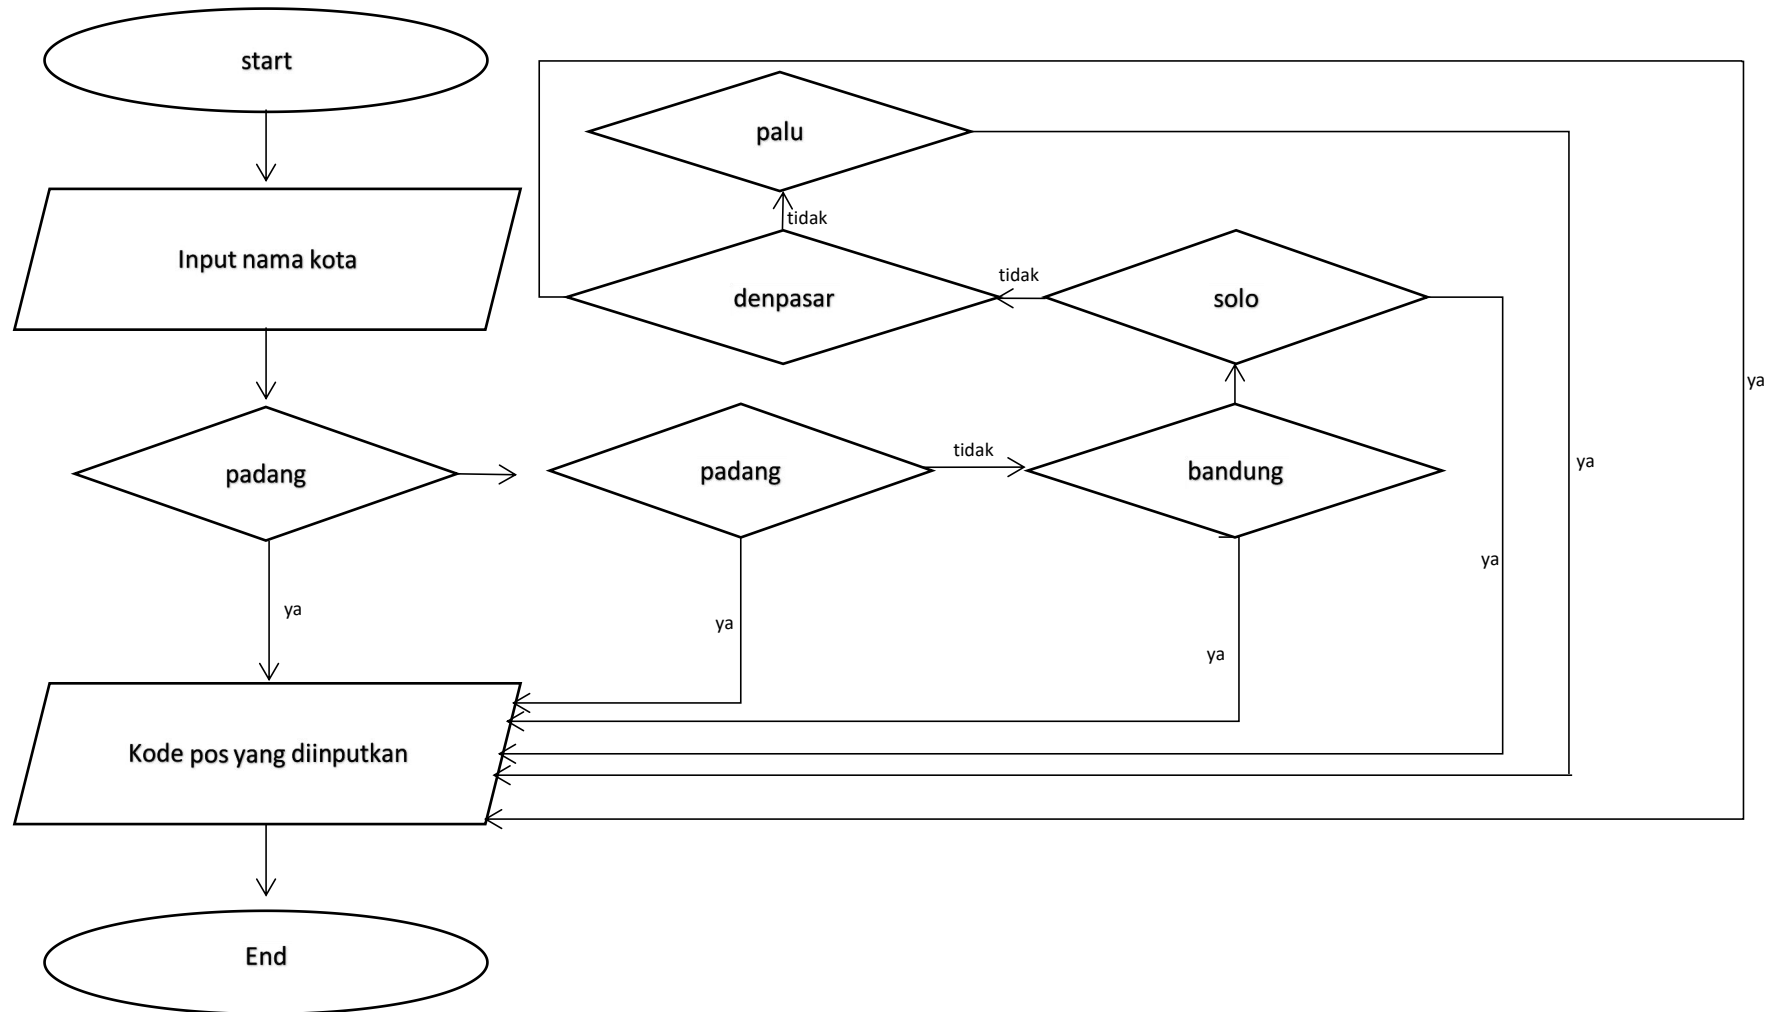 start
Input nama kota
padang
ya
padang
tidak
bandung
ya
ya
solo
tidak
denpasar
tidak
palu
ya
ya
ya
Kode pos yang diinputkan
End